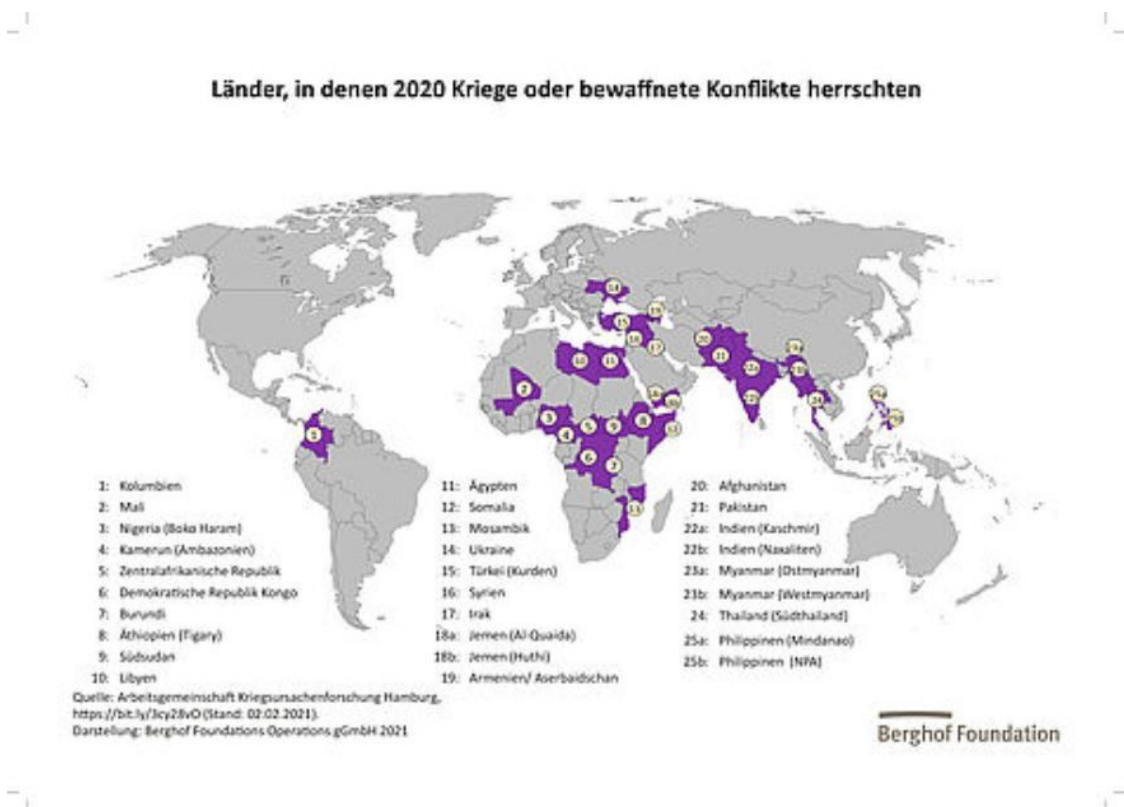 Länder, in denen 2020 Kriege oder bewaffnete Konflikte herrschten
1: Kolumbien
2: Mali
3: Nigeria (Boko Haram)
4: Kamerun (Ambazonien)
5: Zentralafrikanische Republik
6: Demokratische Republik Kongo
7: Burundi
8: Äthiopien (Tigary)
9: Südsudan
10: Libyen
11: Ägypten
12: Somalia
13: Mosambik
14: Ukraine
15: Türkei (Kurden)
16: Syrien
17: Irak
18a: Jemen (Al-Quaida)
18b: Jemen (Huthi)
19: Armenien/ Aserbaidschan
20: Afghanistan
21: Pakistan
22a: Indien (Kaschmir)
22b: Indien (Naxaliten)
23a: Myanmar (Ostmyanmar)
23b: Myanmar (Westmyanmar)
24: Thailand (Südthailand)
25a: Philippinen (Mindanao)
25b: Philippinen (NPA)
Quelle: Arbeitsgemeinschaft Kriegsursachenforschung Hamburg,
https://bit.ly/3cy28vO (Stand: 02.02.2021).
Darstellung: Berghof Foundations Operations gGmbH 2021
Berghof Foundation